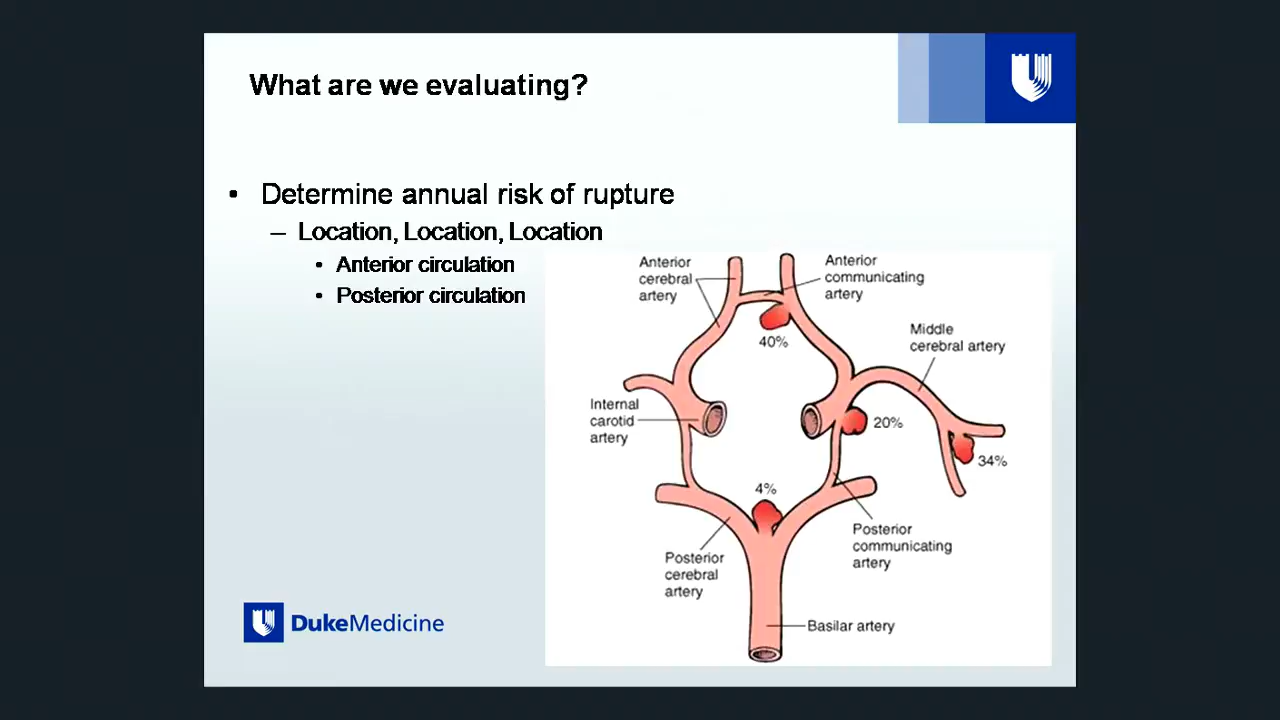 What are we evaluating?
• Determine annual risk of rupture
– Location, Location, Location
• Anterior circulation
• Posterior circulation
Anterior
cerebral
artery
Anterior
communicating
artery
40%
Middle
cerebral artery
Internal
carotid
artery
20%
34%
4%
Posterior
communicating
artery
Posterior
cerebral
artery
Basilar artery
DukeMedicine